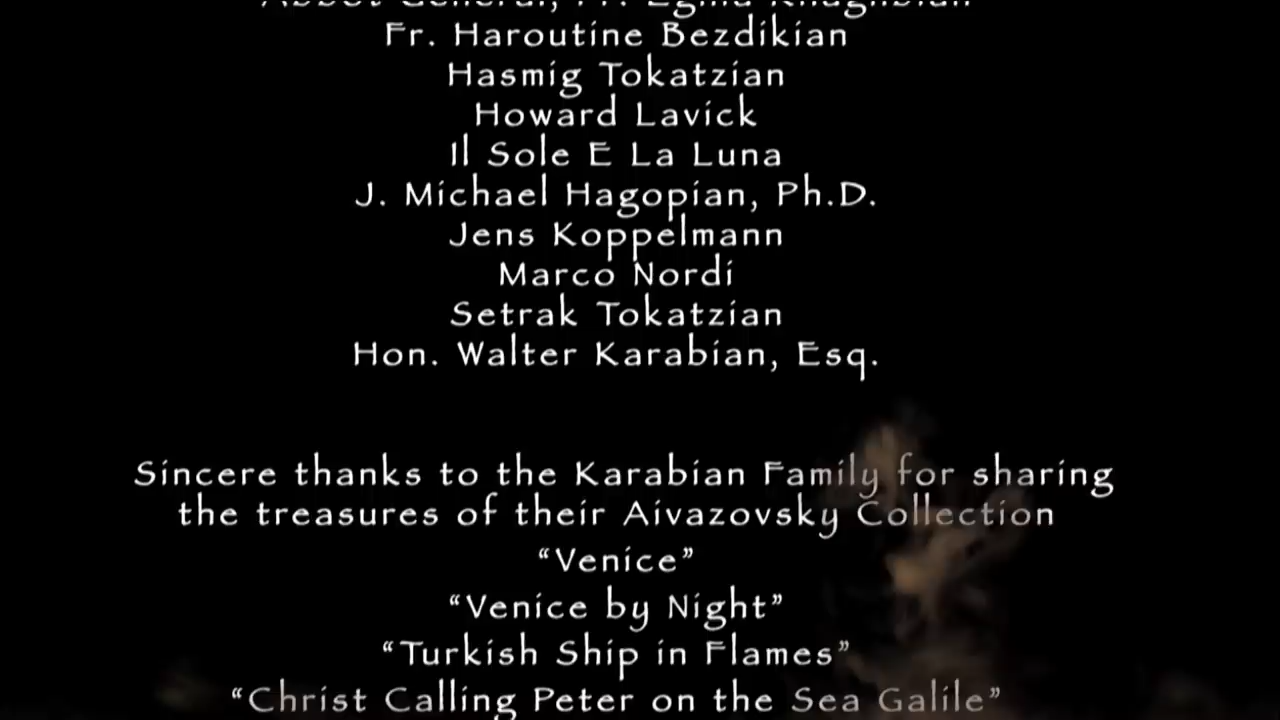 Fr. Haroutine Bezdikian
Hasmig Tokatzian
Howard Lavick
Il Sole E La Luna
J. Michael Hagopian, Ph.D.
Jens Koppelmann
Marco Nordi
Setrak Tokatzian
Hon. Walter Karabian, Esq.
Sincere thanks to the Karabian Family for sharing
the treasures of their Aivazovsky Collection
“Venice”
“Venice by Night”
“Turkish Ship in Flames”
“Christ Calling Peter on the Sea Galile”